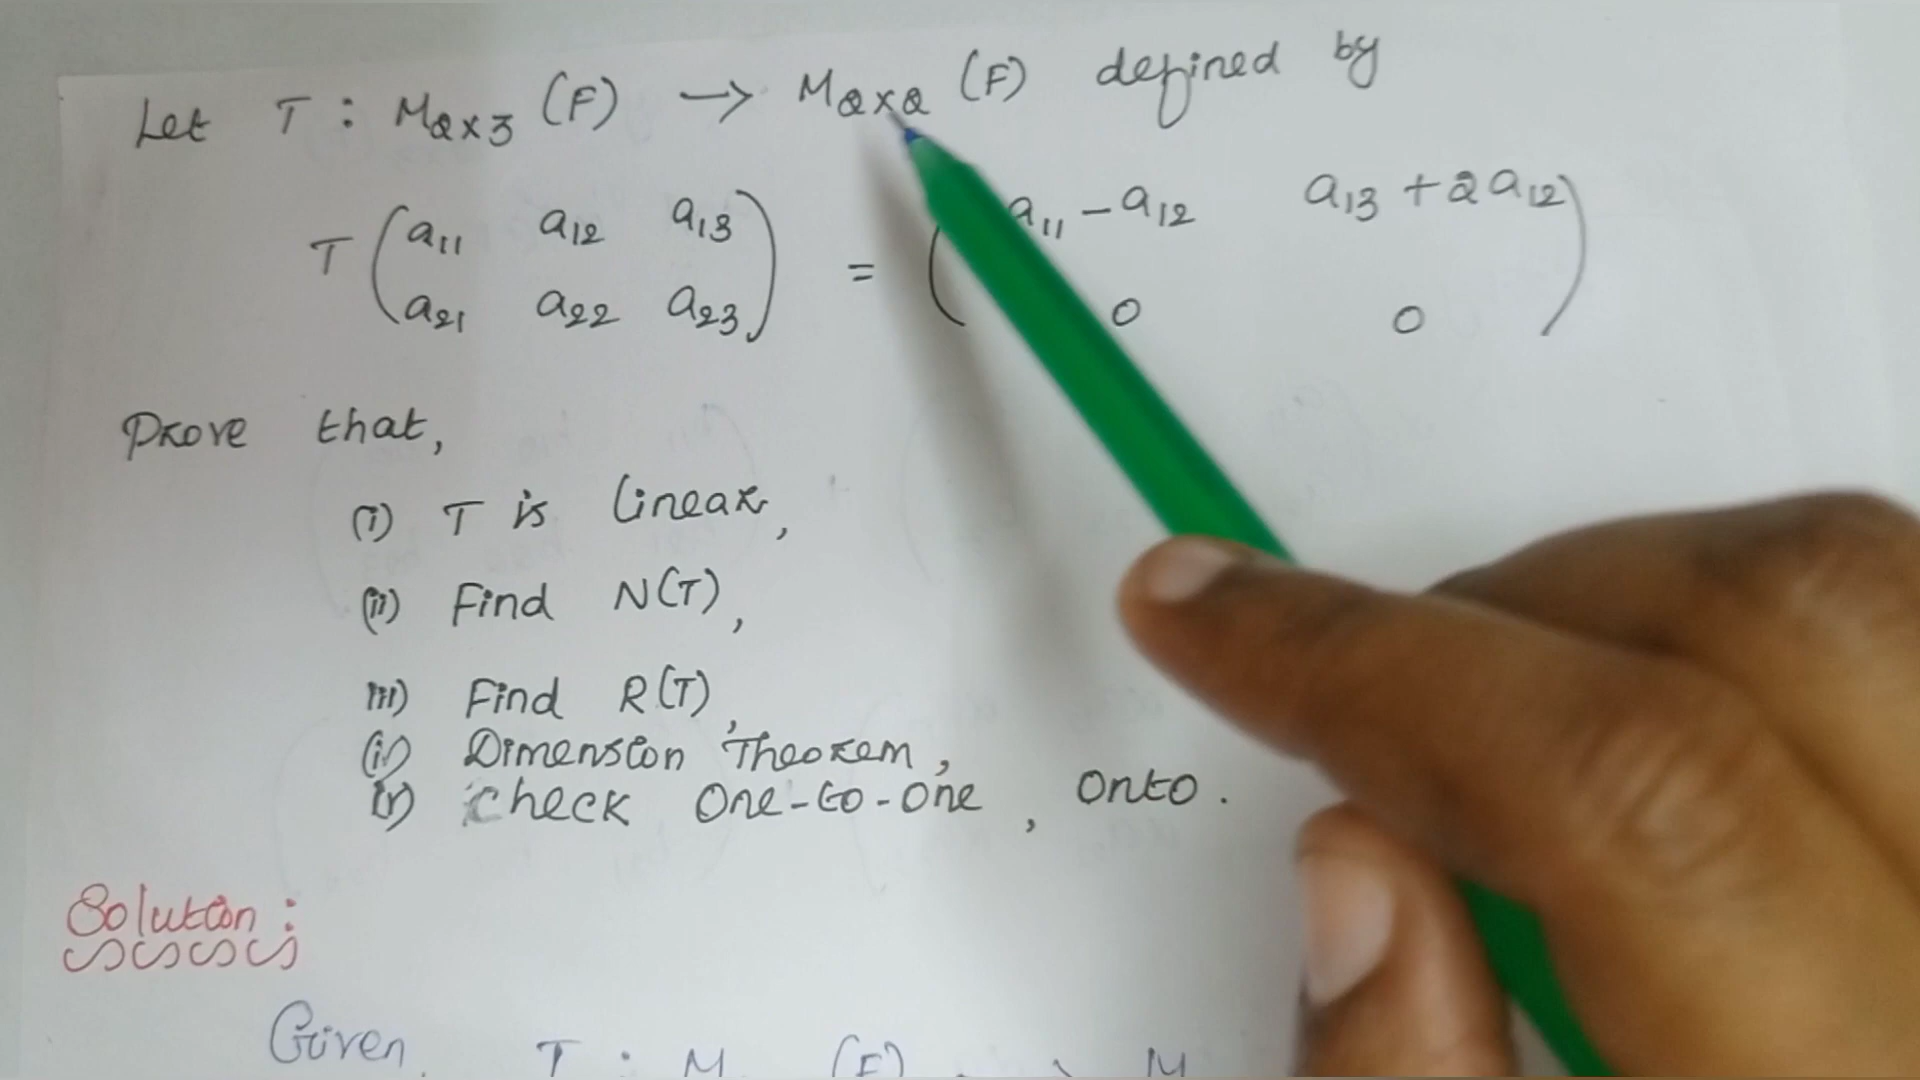 Let T : M2x3 (F) → M2x2 (F) defined by
T ( a11 a12 a13 = ( a11 - a12 a13 + 2a12
a21 a22 a23 ) 0 0 )
Prove that,
(i) T is linear,
(ii) Find N(T),
iii) Find R(T),
(iv) Dimension Theorem,
(v) Check One-to-One, Onto.
Solution :
Given T : M (F) M